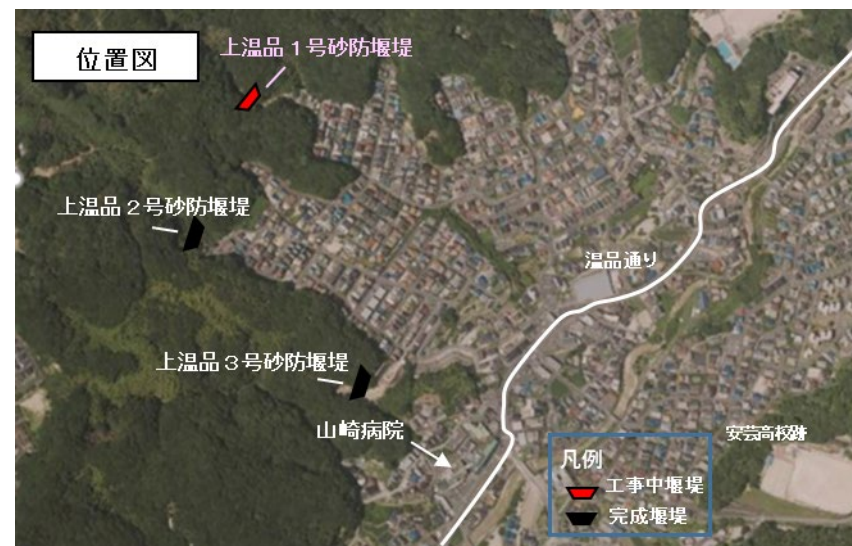 位置図
上温品１号砂防堰堤
上温品２号砂防堰堤
温品通り
上温品３号砂防堰堤
山崎病院
安芸高校跡
凡例
工事中堰堤
完成堰堤